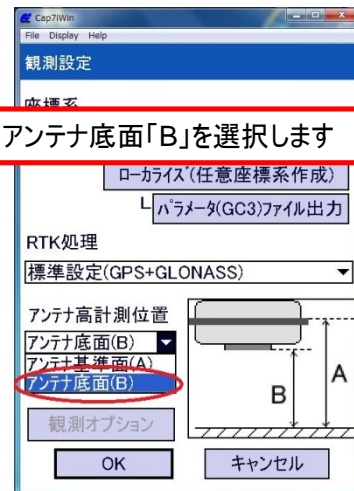 Cap7iWin
File Display Help
観測設定
座標系
アンテナ底面「B」を選択します
ローカライズ(任意座標系作成)
パラメータ(GC3)ファイル出力
RTK処理
標準設定(GPS+GLONASS)
アンテナ高計測位置
アンテナ底面(B)
アンテナ基準面(A)
アンテナ底面(B)
A
B
観測オプション
OK
キャンセル